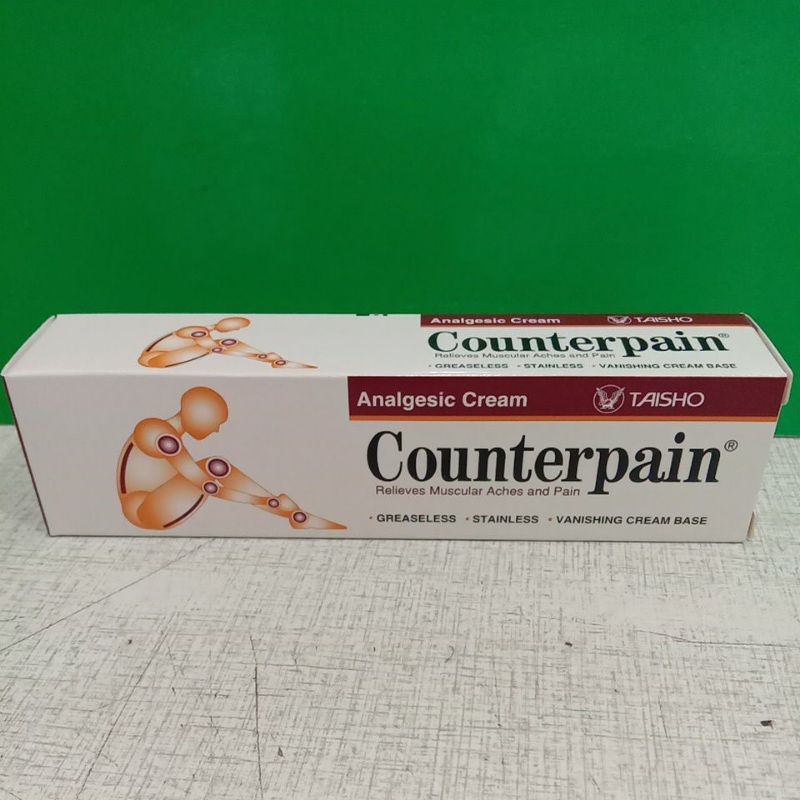 Analgesic Cream TAISHO
Counterpain®
Relieves Muscular Aches and Pain
• GREASELESS • STAINLESS • VANISHING CREAM BASE
Analgesic Cream TAISHO
Counterpain®
Relieves Muscular Aches and Pain
• GREASELESS • STAINLESS • VANISHING CREAM BASE